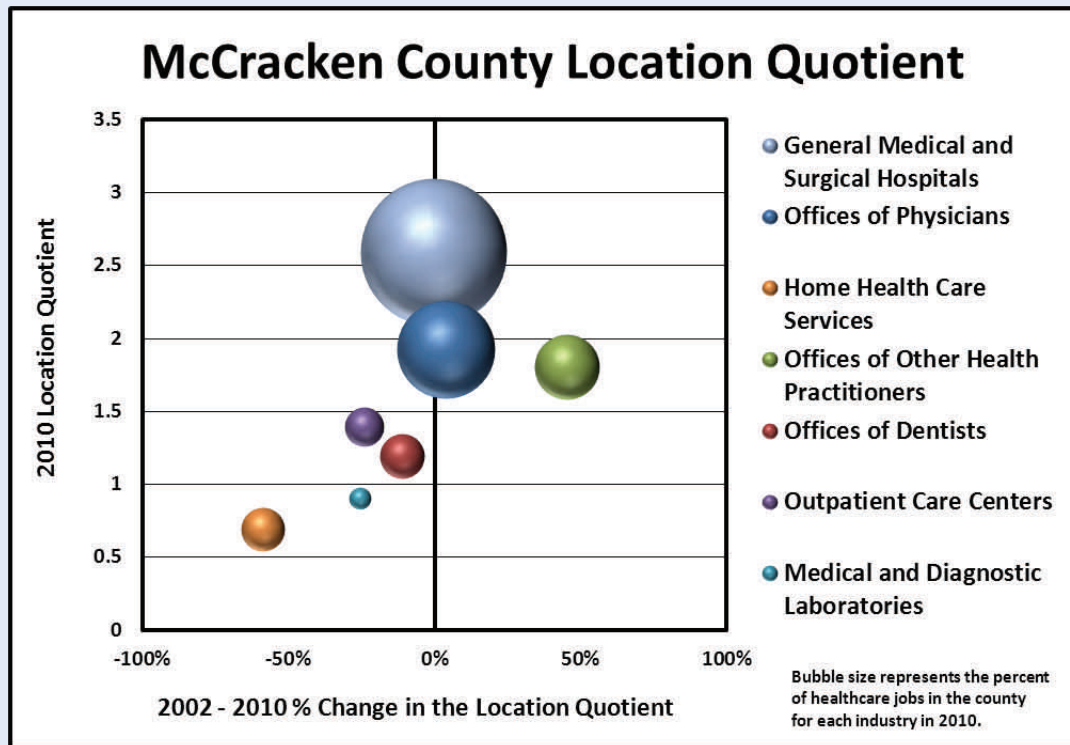 McCracken County Location Quotient
3.5
3
2.5
2
1.5
1
0.5
0
2010 Location Quotient
-100%
-50%
0%
50%
100%
2002 - 2010 % Change in the Location Quotient
General Medical and
Surgical Hospitals
Offices of Physicians
Home Health Care
Services
Offices of Other Health
Practitioners
Offices of Dentists
Outpatient Care Centers
Medical and Diagnostic
Laboratories
Bubble size represents the percent
of healthcare jobs in the county
for each industry in 2010.